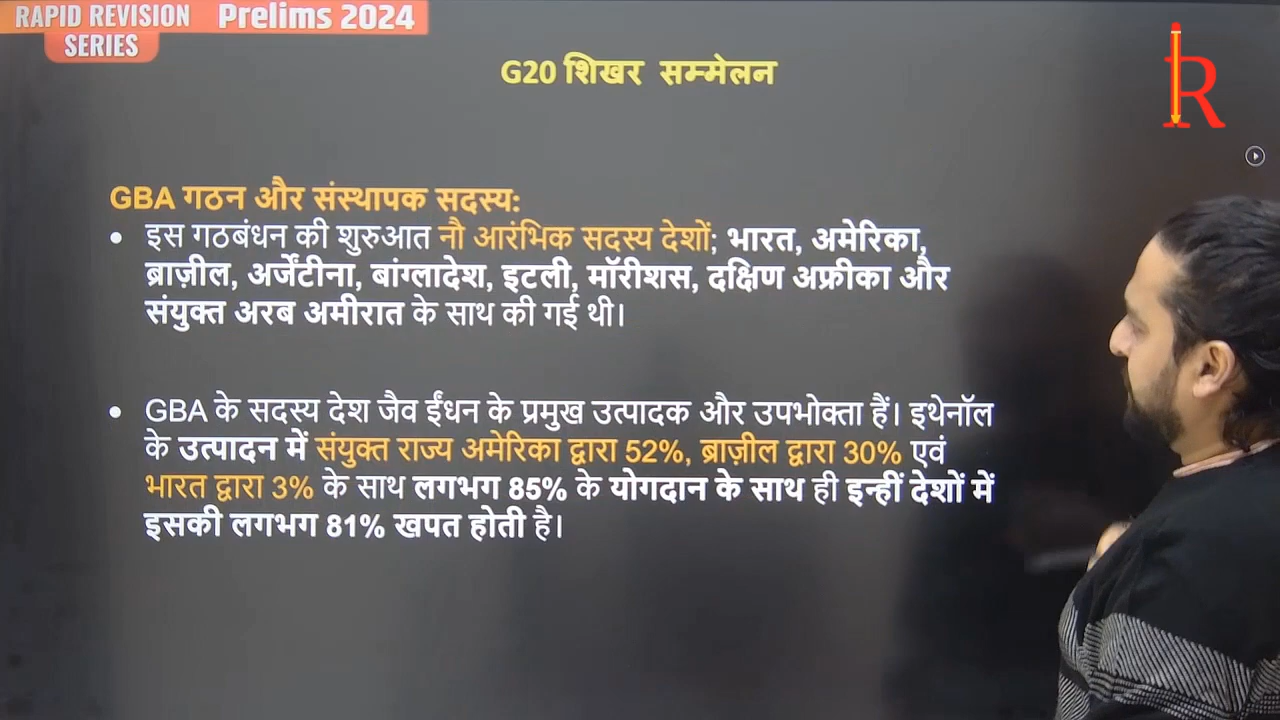 RAPID REVISION
SERIES
Prelims 2024
G20 शिखर सम्मेलन
R
GBA गठन और संस्थापक सदस्य:
• इस गठबंधन की शुरुआत नौ आरंभिक सदस्य देशों; भारत, अमेरिका,
ब्राज़ील, अर्जेंटीना, बांग्लादेश, इटली, मॉरीशस, दक्षिण अफ्रीका और
संयुक्त अरब अमीरात के साथ की गई थी।
• GBA के सदस्य देश जैव ईंधन के प्रमुख उत्पादक और उपभोक्ता हैं। इथेनॉल
के उत्पादन में संयुक्त राज्य अमेरिका द्वारा 52%, ब्राज़ील द्वारा 30% एवं
भारत द्वारा 3% के साथ लगभग 85% के योगदान के साथ ही इन्हीं देशों में
इसकी लगभग 81% खपत होती है।